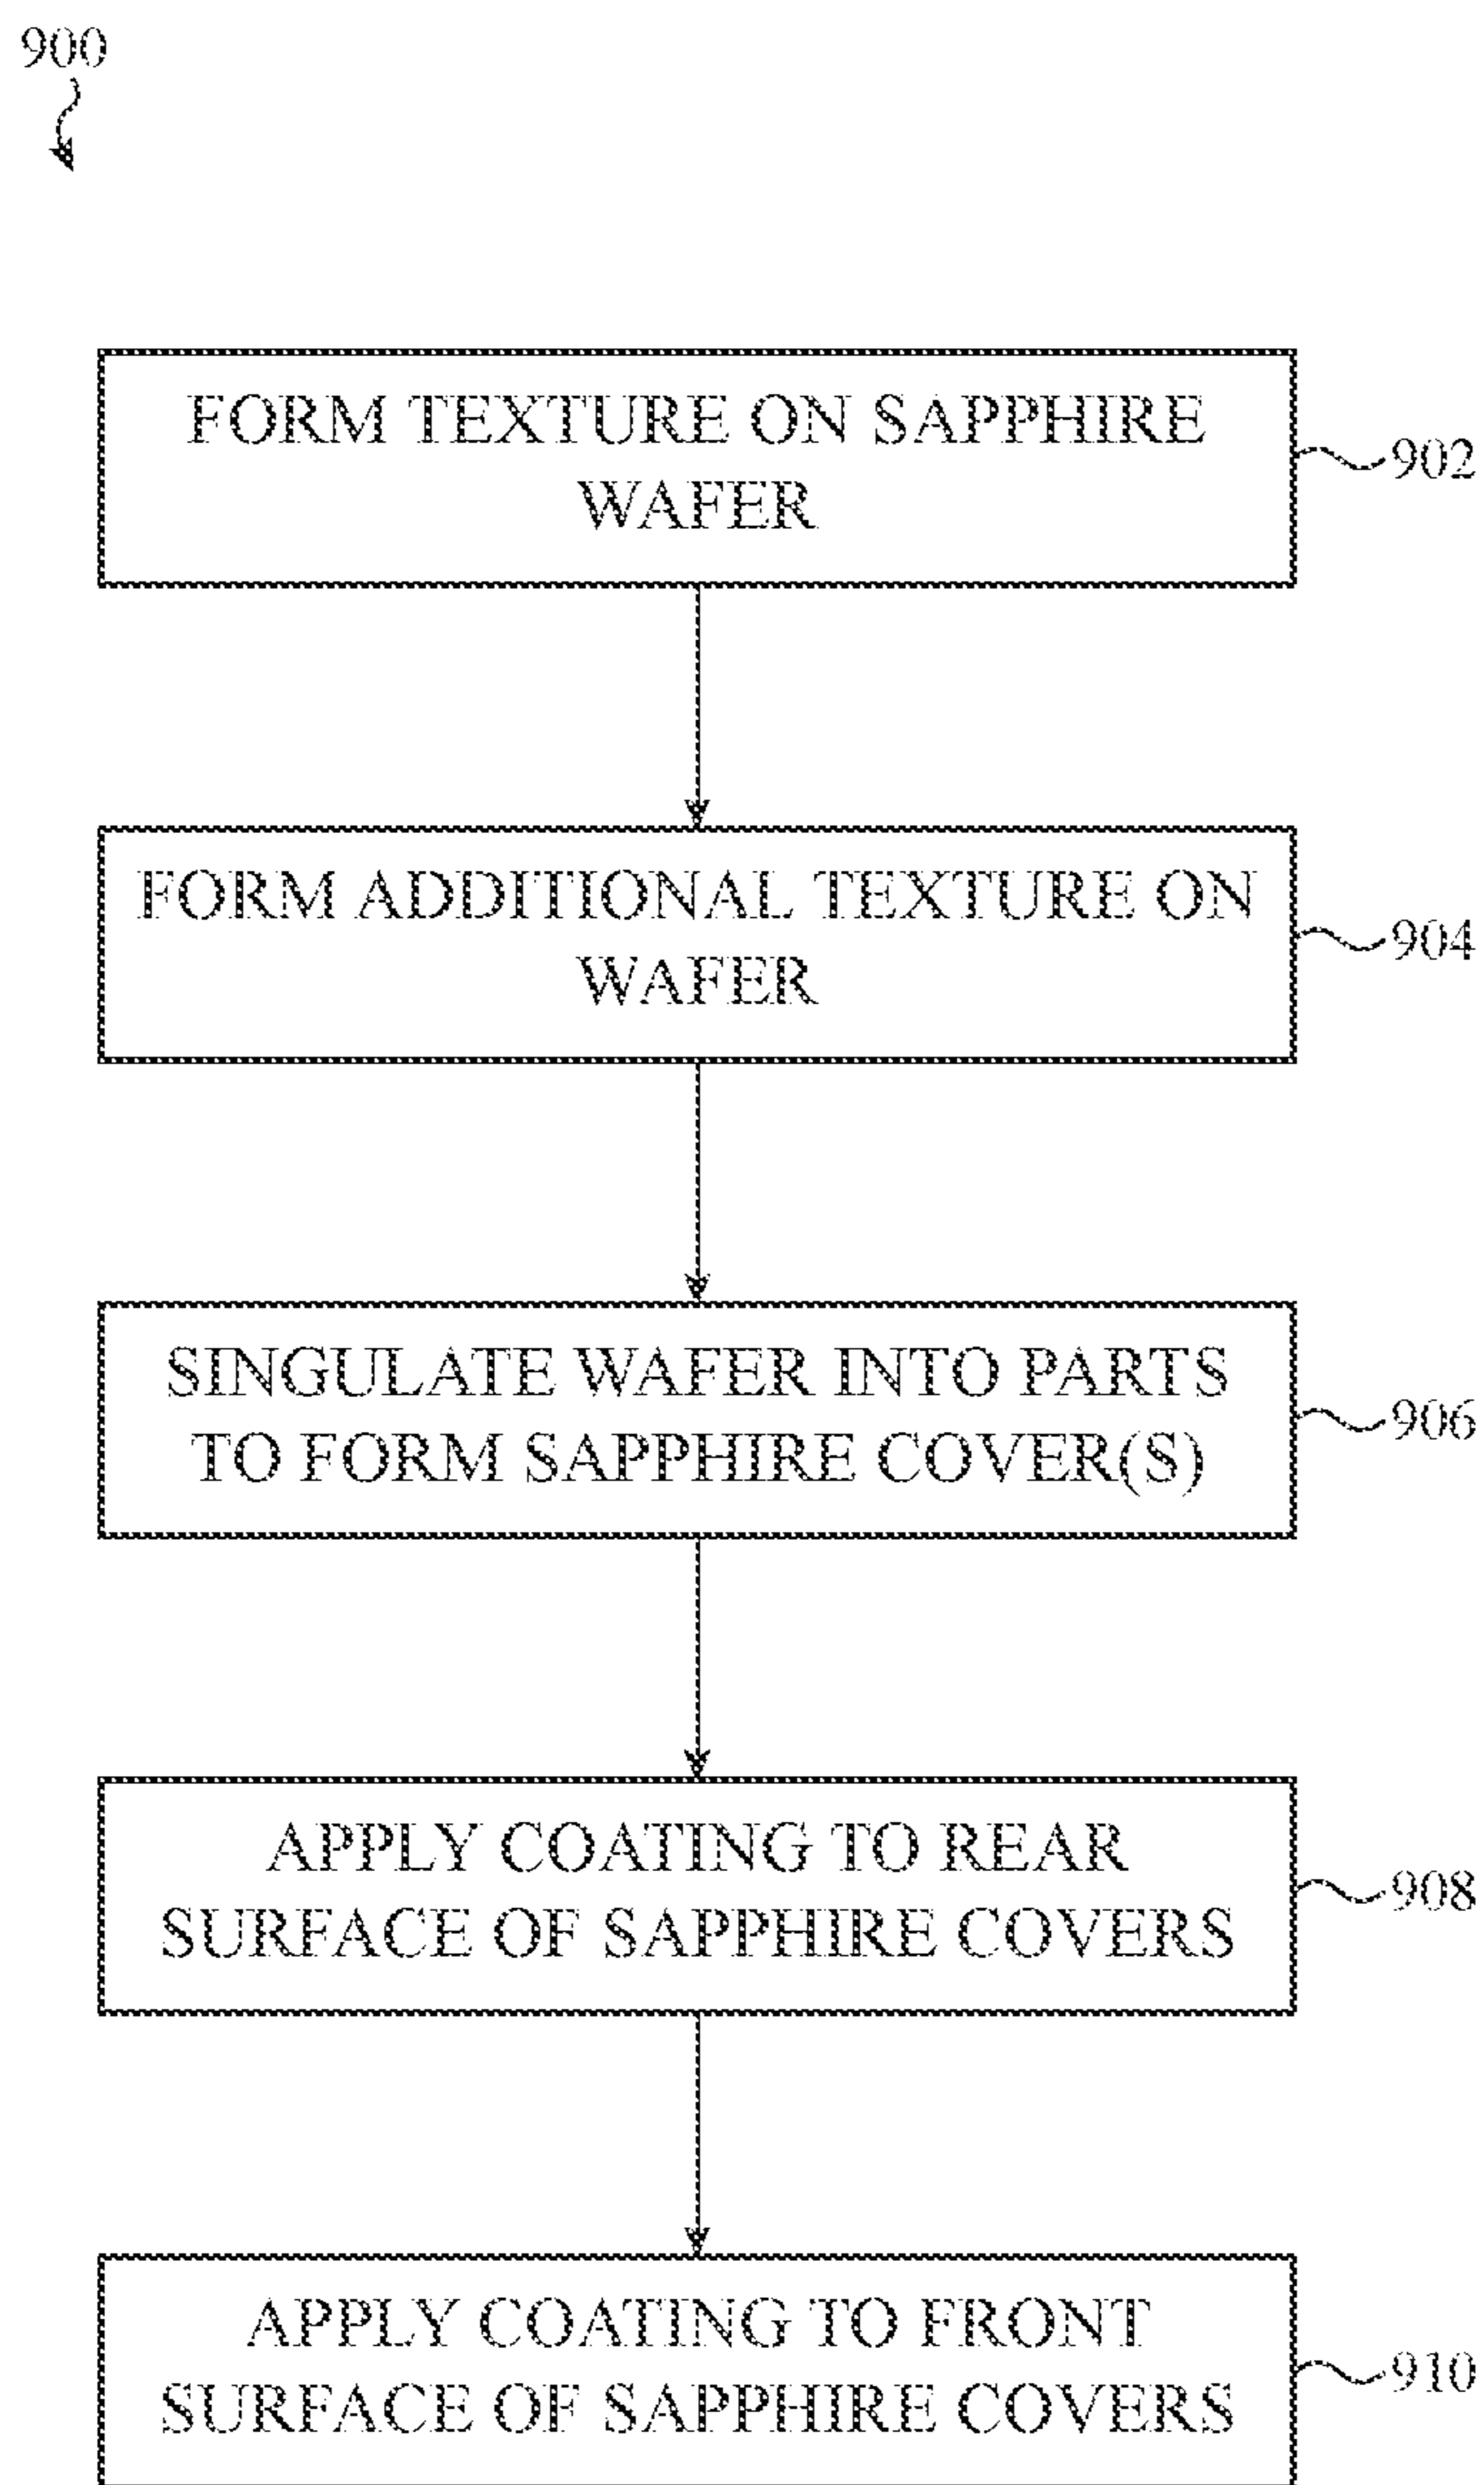 900
FORM TEXTURE ON SAPPHIRE
WAFER
902
FORM ADDITIONAL TEXTURE ON
WAFER
904
SINGULATE WAFER INTO PARTS
TO FORM SAPPHIRE COVER(S)
906
APPLY COATING TO REAR
SURFACE OF SAPPHIRE COVERS
908
APPLY COATING TO FRONT
SURFACE OF SAPPHIRE COVERS
910